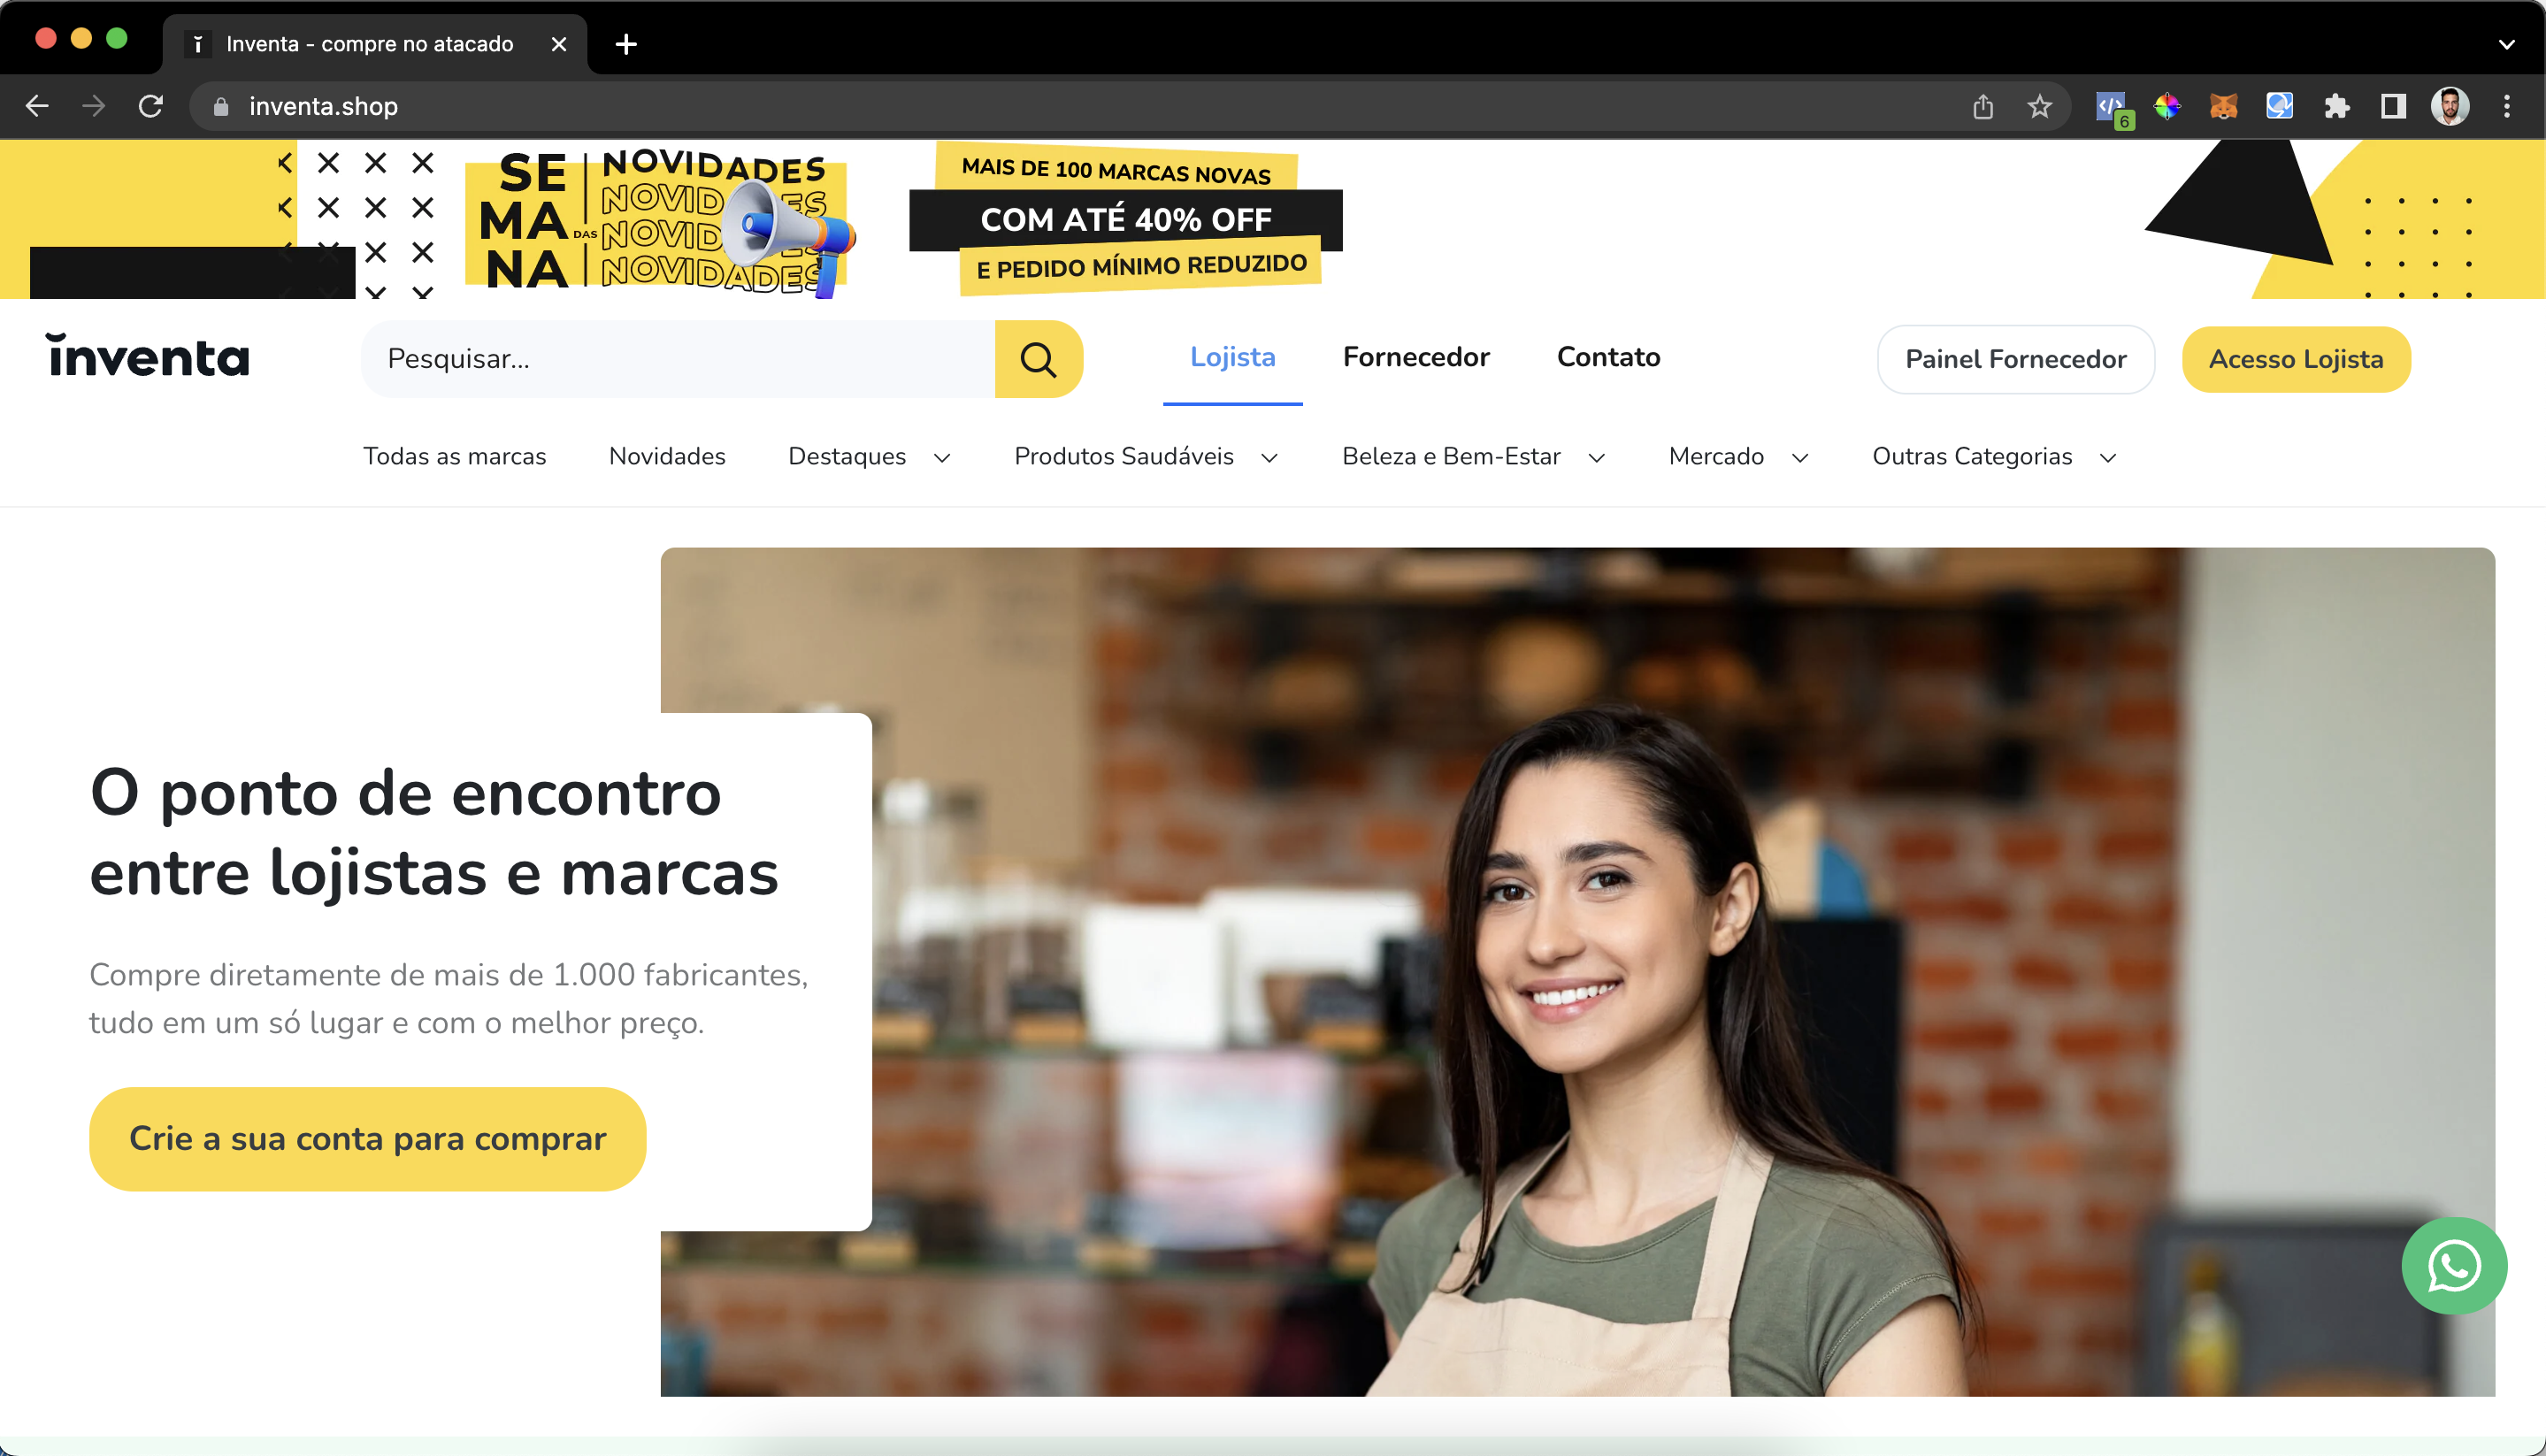 Inventa - compre no atacado
inventa.shop
6
SE
MA
NA
DAS
NOVIDADES
NOVIDADES
NOVIDADES
NOVIDADES
MAIS DE 100 MARCAS NOVAS
COM ATÉ 40% OFF
E PEDIDO MÍNIMO REDUZIDO
inventa
Pesquisar...
Lojista
Fornecedor
Contato
Painel Fornecedor
Acesso Lojista
Todas as marcas
Novidades
Destaques
Produtos Saudáveis
Beleza e Bem-Estar
Mercado
Outras Categorias
O ponto de encontro
entre lojistas e marcas
Compre diretamente de mais de 1.000 fabricantes,
tudo em um só lugar e com o melhor preço.
Crie a sua conta para comprar